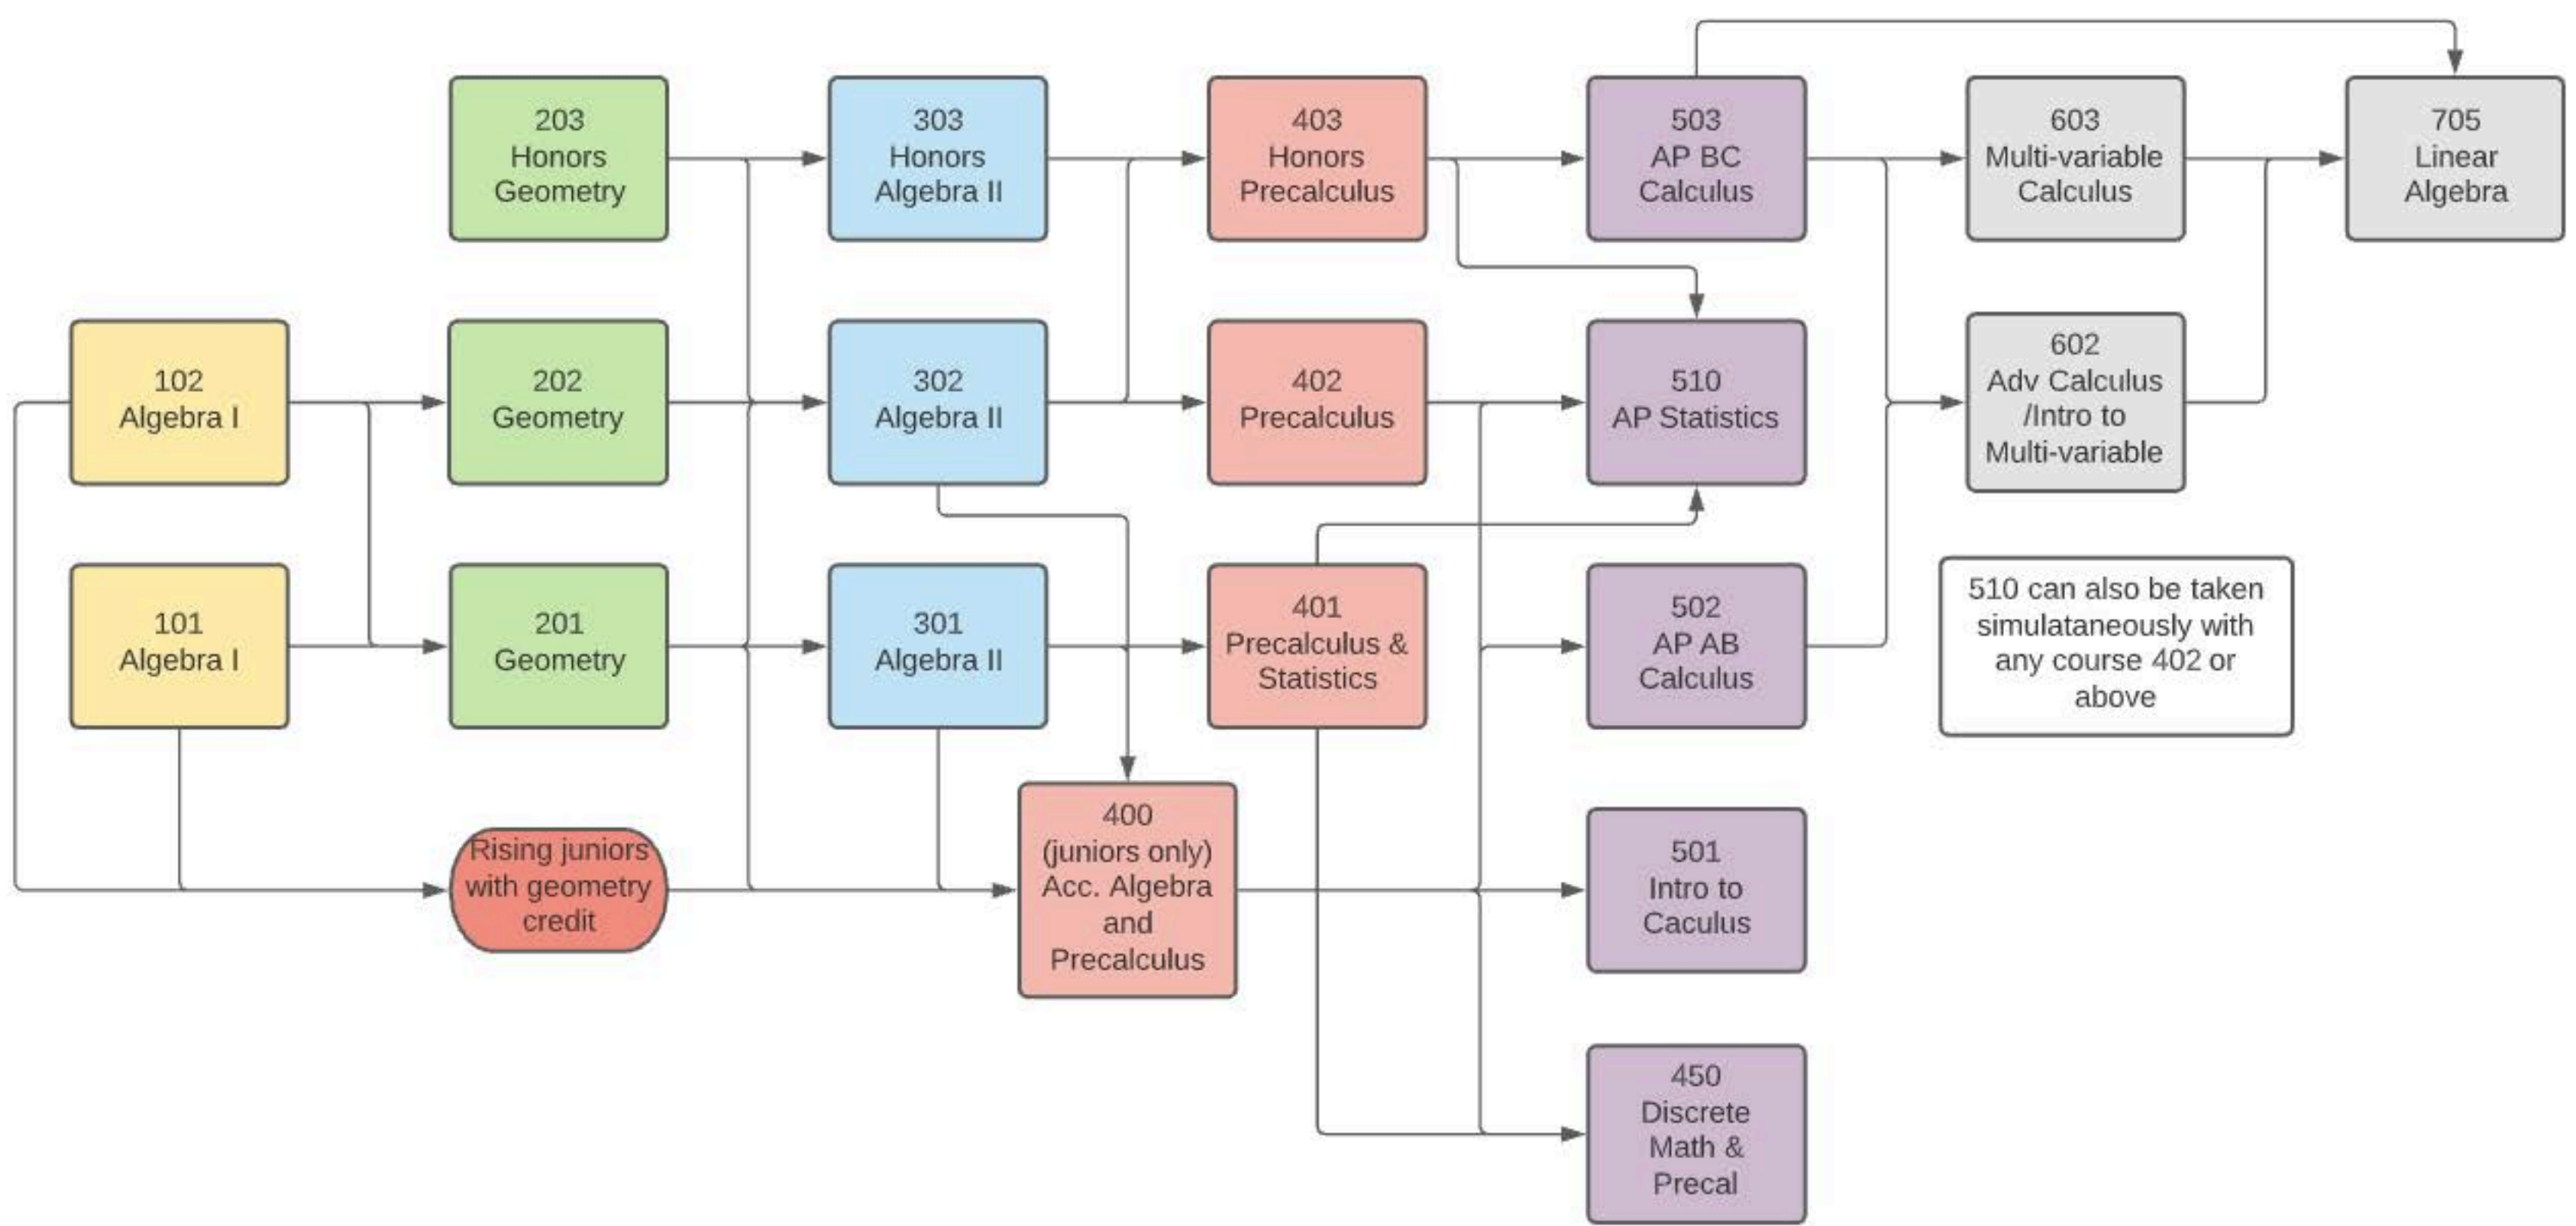 203
Honors
Geometry
303
Honors
Algebra II
403
Honors
Precalculus
503
AP BC
Calculus
603
Multi-variable
Calculus
705
Linear
Algebra
102
Algebra I
202
Geometry
302
Algebra II
402
Precalculus
510
AP Statistics
602
Adv Calculus
/Intro to
Multi-variable
101
Algebra I
201
Geometry
301
Algebra II
401
Precalculus &
Statistics
502
AP AB
Calculus
510 can also be taken
simulataneously with
any course 402 or
above
Rising juniors
with geometry
credit
400
(juniors only)
Acc. Algebra
and
Precalculus
501
Intro to
Caculus
450
Discrete
Math &
Precal